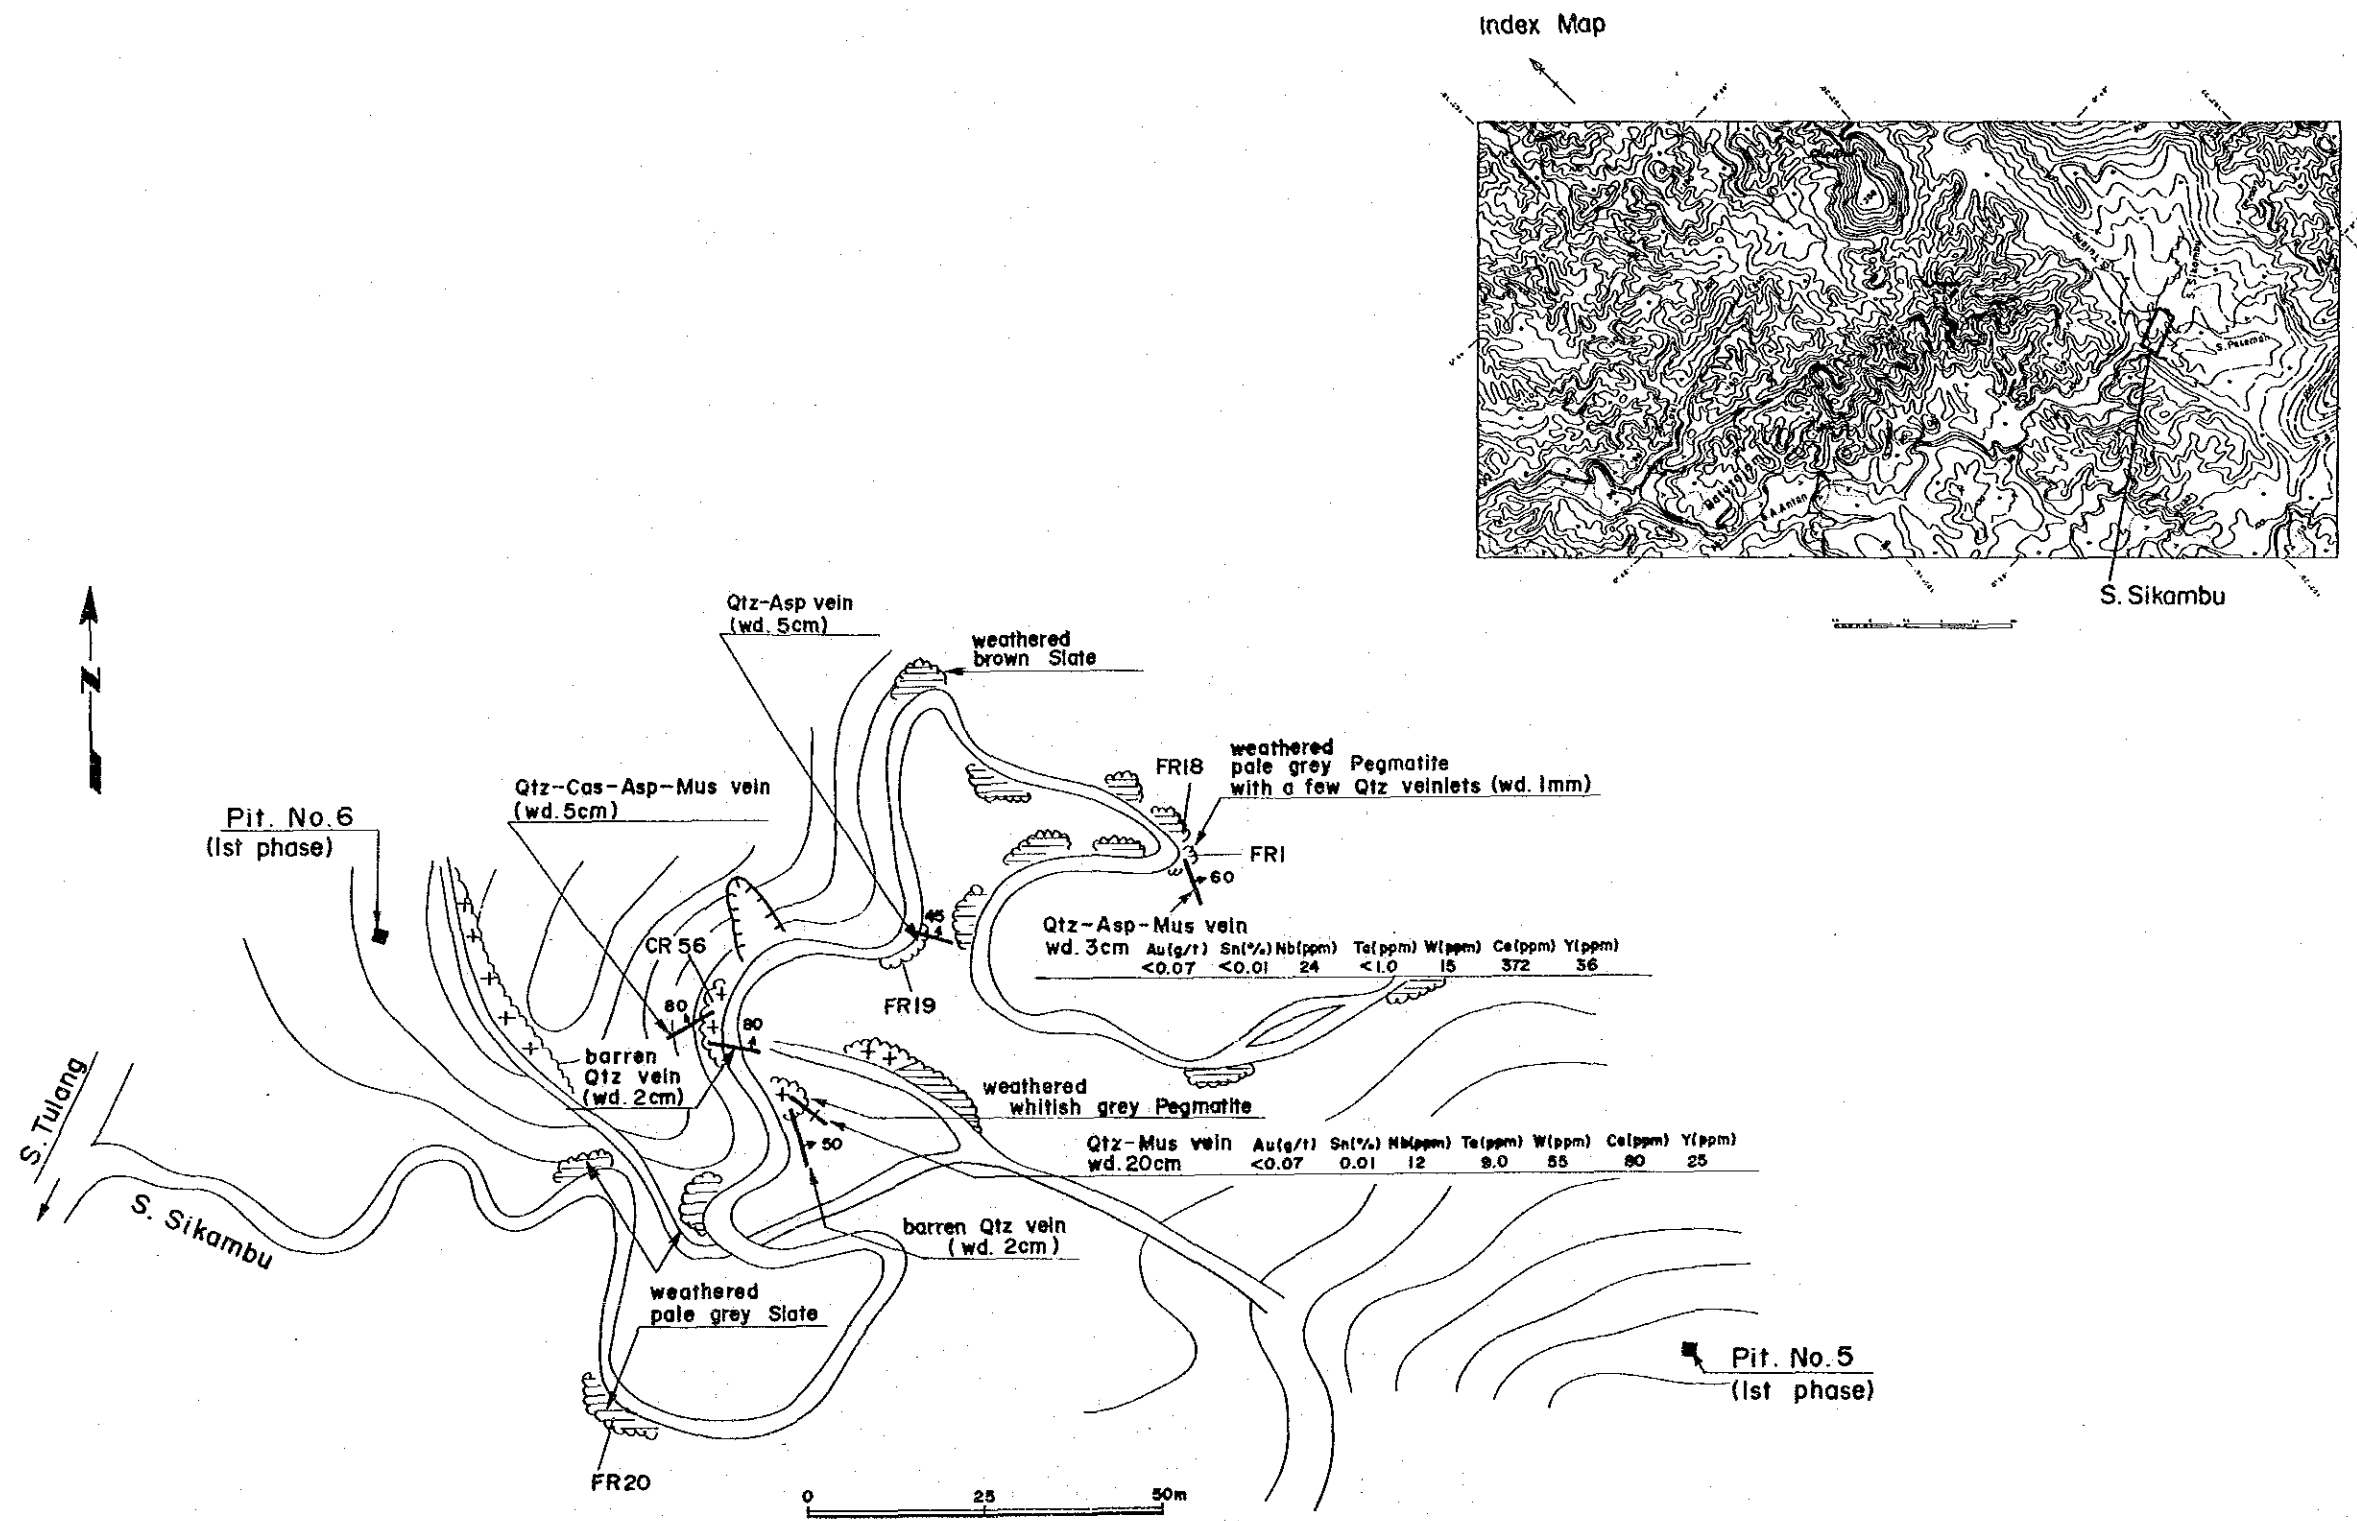 Index Map
S. Sikambu
S. Pelemah
S. A. Antan
S. Sikambu
N
Qtz-Asp vein
(wd. 5cm)
weathered
brown Slate
Qtz-Cas-Asp-Mus vein
(wd. 5cm)
FR18
weathered
pale grey Pegmatite
with a few Qtz veinlets (wd. 1mm)
Pit. No. 6
(1st phase)
FR1
60
45
CR 56
Qtz-Asp-Mus vein
wd. 3cm Au(g/t) Sn(%) Nb(ppm) Ta(ppm) W(ppm) Ce(ppm) Y(ppm)
<0.07 <0.01 24 <1.0 15 372 36
FR19
80
80
barren
Qtz vein
(wd. 2cm)
weathered
whitish grey Pegmatite
50
Qtz-Mus vein Au(g/t) Sn(%) Nb(ppm) Ta(ppm) W(ppm) Ce(ppm) Y(ppm)
wd. 20cm <0.07 0.01 12 9.0 55 80 25
S. Tulang
S. Sikambu
barren Qtz vein
(wd. 2cm)
weathered
pale grey Slate
Pit. No. 5
(1st phase)
FR20
0 25 50m